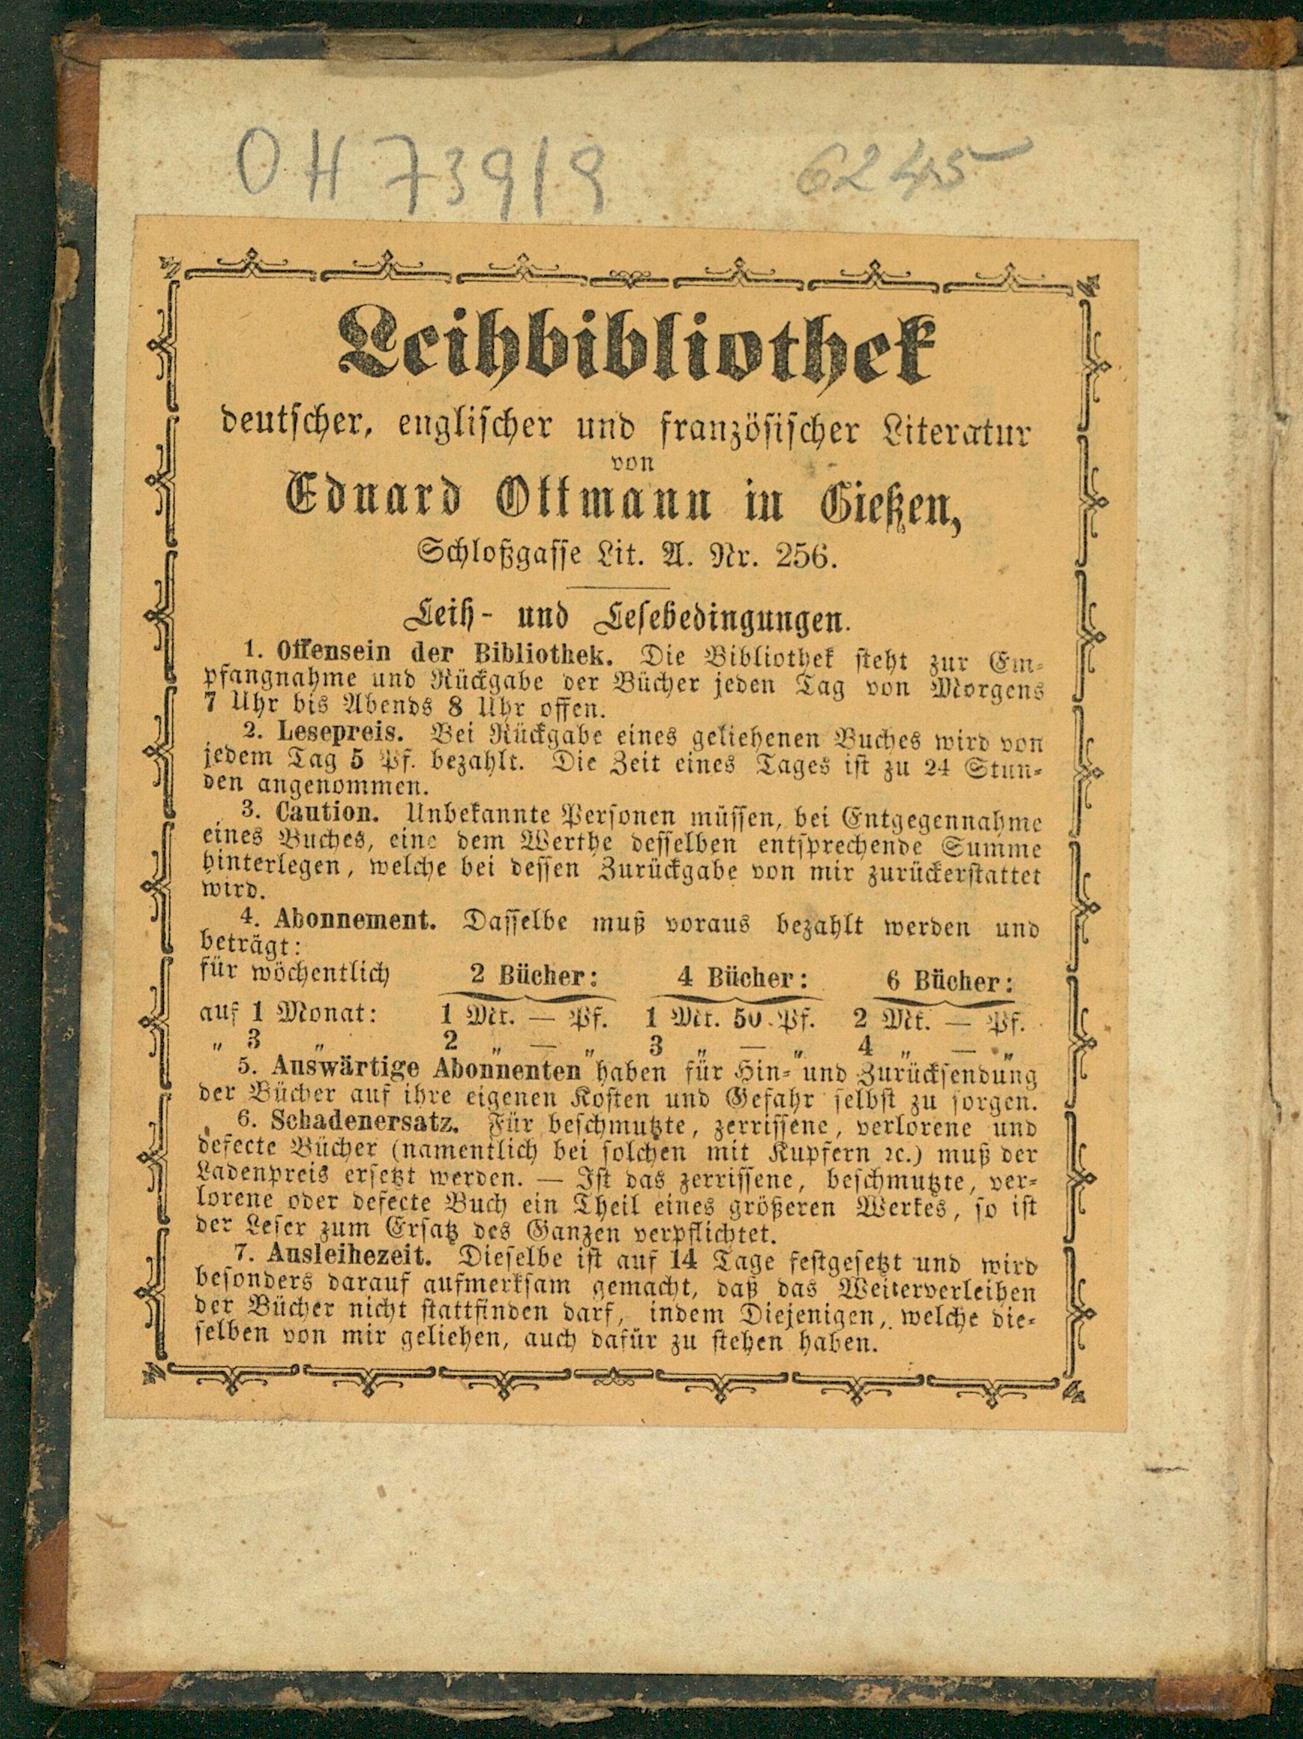 OH 7391 9 6245
Leihbibliothek
deutscher, englischer und französischer Literatur
von
Eduard Ottmann in Gießen,
Schloßgasse Lit. A. Nr. 256.
Leih- und Lesebedingungen.
1. Offensein der Bibliothek. Die Bibliothek steht zur Em-
pfangnahme und Rückgabe der Bücher jeden Tag von Morgens
7 Uhr bis Abends 8 Uhr offen.
2. Lesepreis. Bei Rückgabe eines geliehenen Buches wird von
jedem Tag 5 Pf. bezahlt. Die Zeit eines Tages ist zu 24 Stun-
den angenommen.
3. Caution. Unbekannte Personen müssen, bei Entgegennahme
eines Buches, eine dem Werthe desselben entsprechende Summe
hinterlegen, welche bei dessen Zurückgabe von mir zurückerstattet
wird.
4. Abonnement. Dasselbe muß voraus bezahlt werden und
beträgt:
für wöchentlich 2 Bücher: 4 Bücher: 6 Bücher:
auf 1 Monat: 1 Mk. — Pf. 1 Mk. 50 Pf. 2 Mk. — Pf.
„ 3 „ 2 „ — „ 3 „ — „ 4 „ — „
5. Auswärtige Abonnenten haben für Hin- und Zurücksendung
der Bücher auf ihre eigenen Kosten und Gefahr selbst zu sorgen.
6. Schadenersatz. Für beschmutzte, zerrissene, verlorene und
defecte Bücher (namentlich bei solchen mit Kupfern ꝛc.) muß der
Ladenpreis ersetzt werden. — Ist das zerrissene, beschmutzte, ver-
lorene oder defecte Buch ein Theil eines größeren Werkes, so ist
der Leser zum Ersatz des Ganzen verpflichtet.
7. Ausleihezeit. Dieselbe ist auf 14 Tage festgesetzt und wird
besonders darauf aufmerksam gemacht, daß das Weiterverleihen
der Bücher nicht stattfinden darf, indem Diejenigen, welche die-
selben von mir geliehen, auch dafür zu stehen haben.